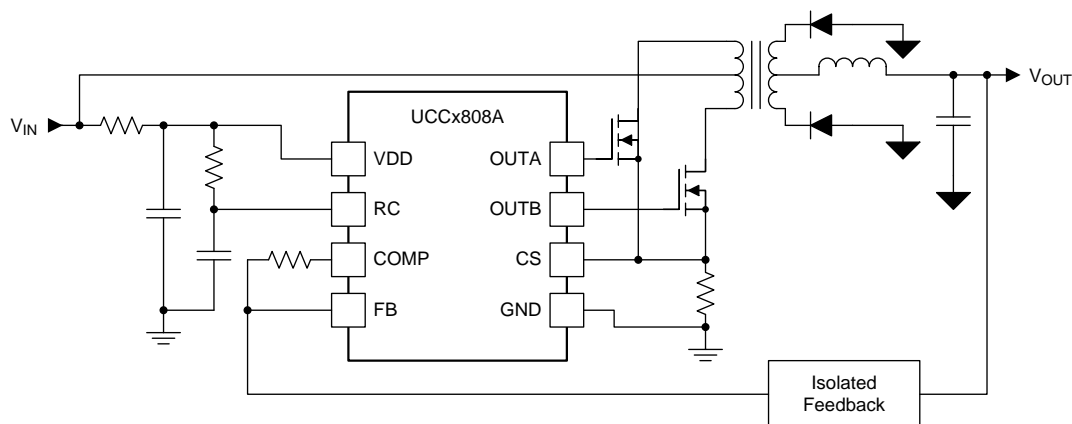 UCCx808A
V_OUT
V_IN
VDD
OUTA
RC
OUTB
COMP
CS
FB
GND
Isolated
Feedback